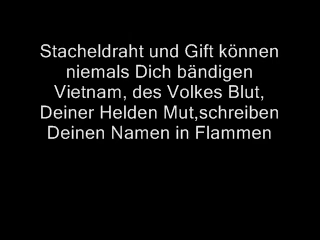 Stacheldraht und Gift können
niemals Dich bändigen
Vietnam, des Volkes Blut,
Deiner Helden Mut,schreiben
Deinen Namen in Flammen